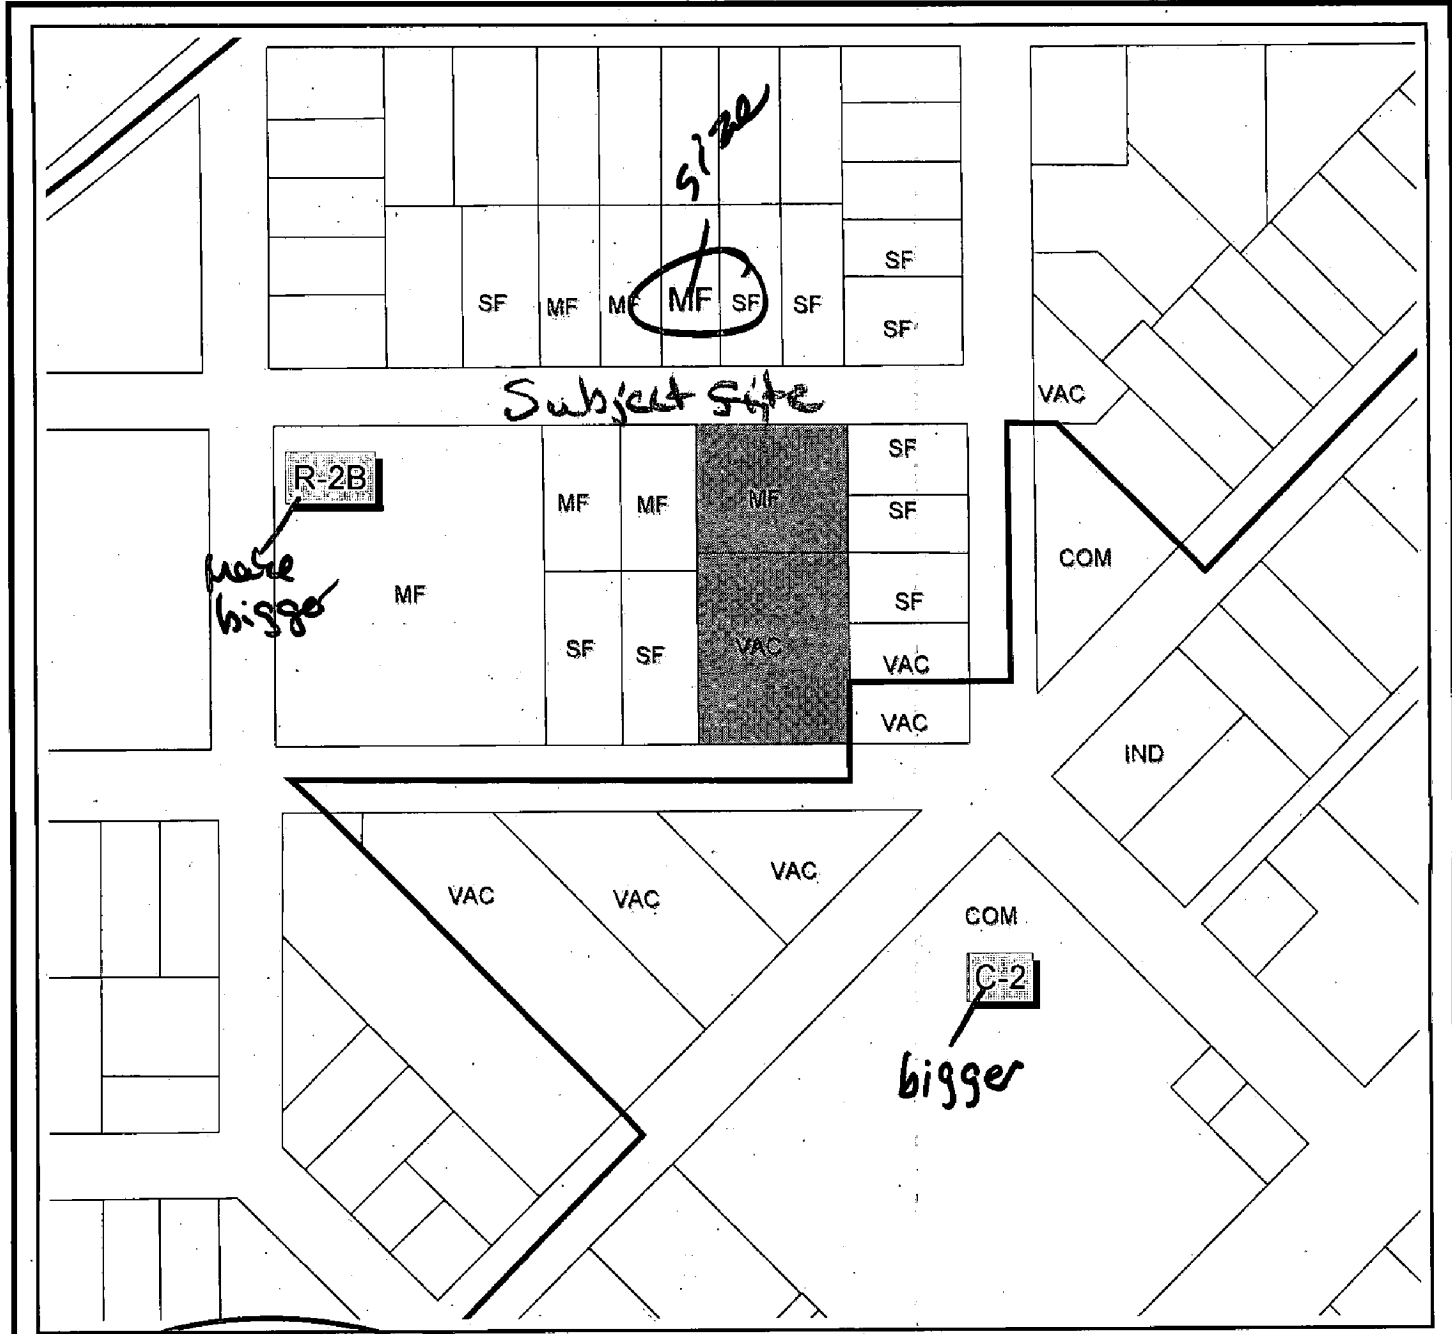 size
SF
SF MF MF MF SF SF
SF
VAC
Subject Site
R-2B
SF
MF MF MF
SF
make
bigger
COM
MF
SF
SF SF VAC
VAC
VAC
IND
VAC VAC VAC
COM
C-2
bigger